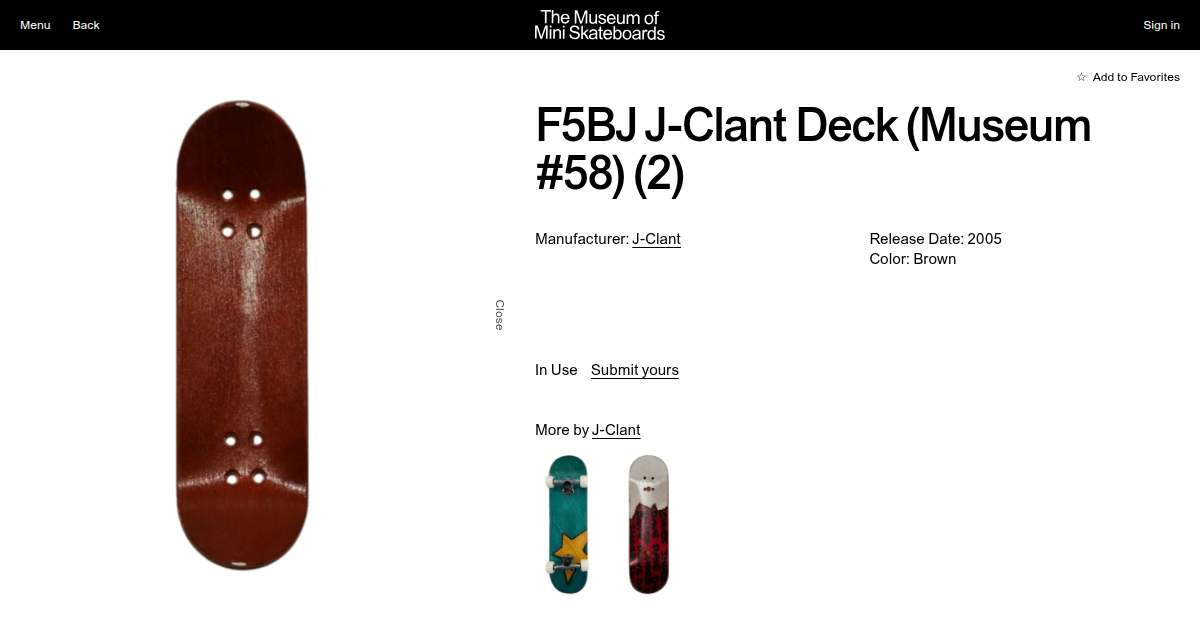 Menu
Back
The Museum of
Mini Skateboards
Sign in
☆ Add to Favorites
F5BJ J-Clant Deck (Museum
#58) (2)
Manufacturer: J-Clant
Release Date: 2005
Color: Brown
Close
In Use Submit yours
More by J-Clant